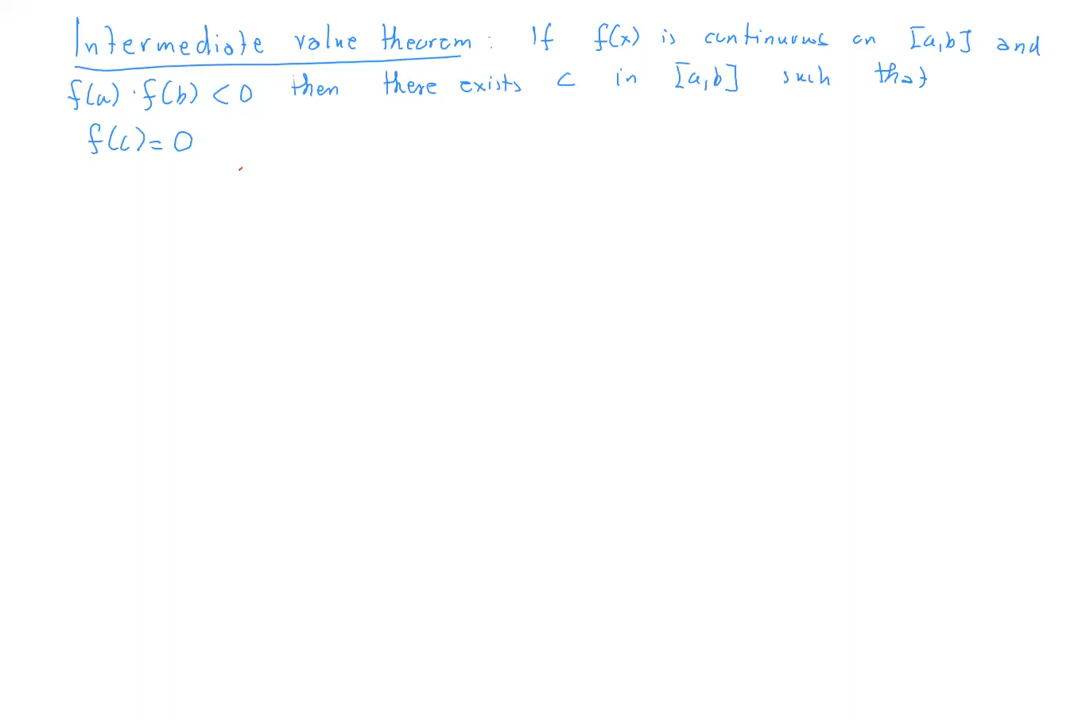 Intermediate value theorem: If f(x) is continuous on [a,b] and
f(a) · f(b) < 0 then there exists c in [a,b] such that
f(c) = 0